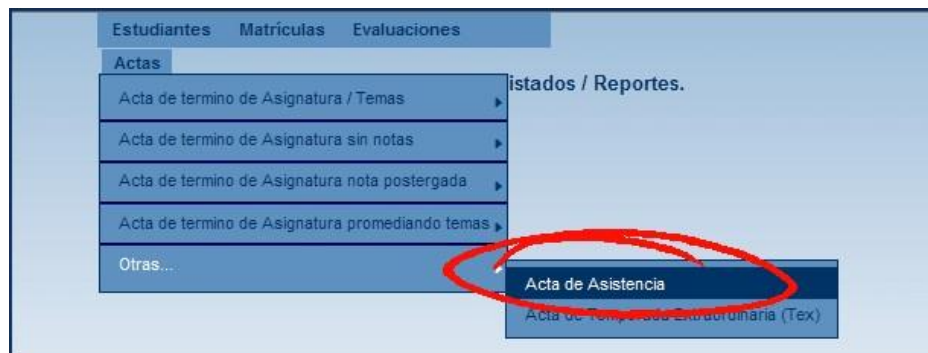 Estudiantes Matrículas Evaluaciones
Actas
istados / Reportes.
Acta de termino de Asignatura / Temas
Acta de termino de Asignatura sin notas
Acta de termino de Asignatura nota postergada
Acta de termino de Asignatura promediando temas
Otras...
Acta de Asistencia
Acta de Temporada Extraordinaria (Tex)